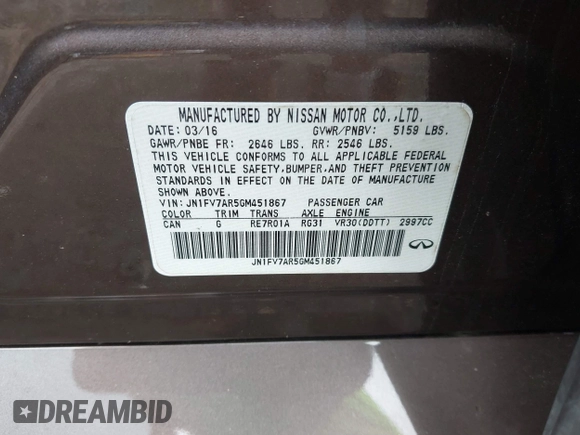 MANUFACTURED BY NISSAN MOTOR CO.,LTD.
DATE: 03/16 GVWR/PNBV: 5159 LBS.
GAWR/PNBE FR: 2646 LBS. RR: 2546 LBS.
THIS VEHICLE CONFORMS TO ALL APPLICABLE FEDERAL
MOTOR VEHICLE SAFETY,BUMPER,AND THEFT PREVENTION
STANDARDS IN EFFECT ON THE DATE OF MANUFACTURE
SHOWN ABOVE.
VIN: JN1FV7AR5GM451867 PASSENGER CAR
COLOR TRIM TRANS AXLE ENGINE
CAN G RE7R01A RG31 VR30(DDTT) 2997CC
JN1FV7AR5GM451867
DREAMBID